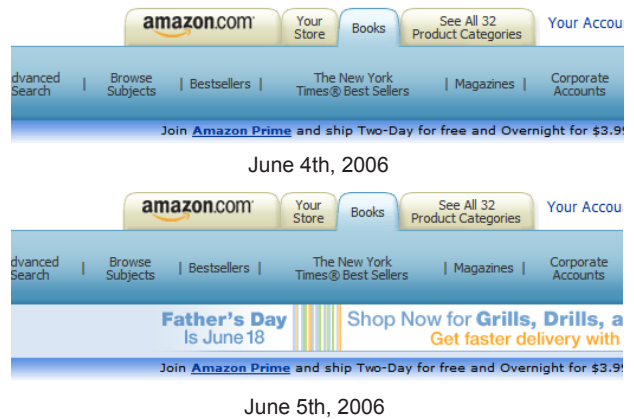 amazon.com Your Store Books See All 32 Product Categories Your Accou
dvanced Search | Browse Subjects | Bestsellers | The New York Times® Best Sellers | Magazines | Corporate Accounts
Join Amazon Prime and ship Two-Day for free and Overnight for $3.99
June 4th, 2006
amazon.com Your Store Books See All 32 Product Categories Your Accou
dvanced Search | Browse Subjects | Bestsellers | The New York Times® Best Sellers | Magazines | Corporate Accounts
Father's Day Shop Now for Grills, Drills, a
Is June 18 Get faster delivery with
Join Amazon Prime and ship Two-Day for free and Overnight for $3.99
June 5th, 2006